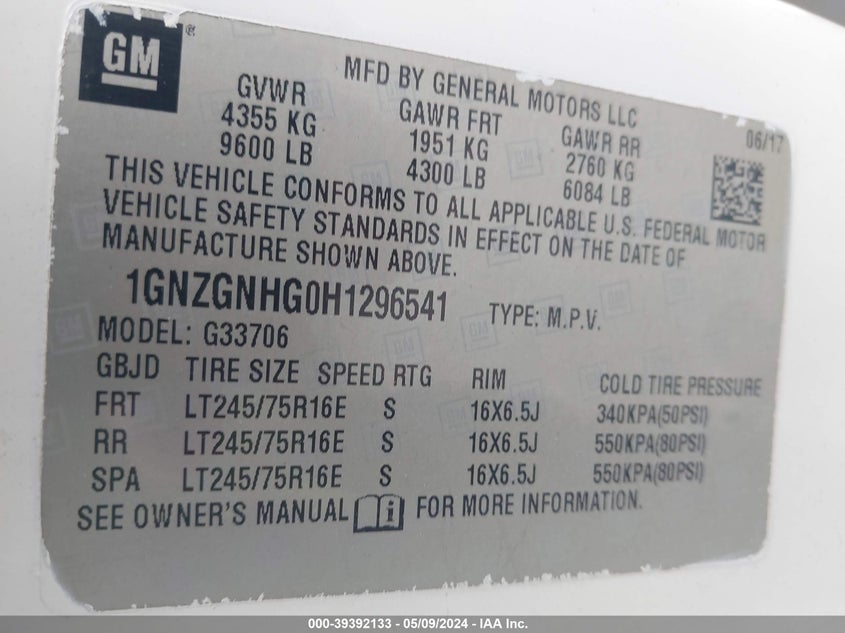 GM
®
MFD BY GENERAL MOTORS LLC
GVWR GAWR FRT GAWR RR 06/17
4355 KG 1951 KG 2760 KG
9600 LB 4300 LB 6084 LB
THIS VEHICLE CONFORMS TO ALL APPLICABLE U.S. FEDERAL MOTOR
VEHICLE SAFETY STANDARDS IN EFFECT ON THE DATE OF
MANUFACTURE SHOWN ABOVE.
1GNZGNHG0H1296541 TYPE: M.P.V.
MODEL: G33706
GBJD TIRE SIZE SPEED RTG RIM COLD TIRE PRESSURE
FRT LT245/75R16E S 16X6.5J 340KPA(50PSI)
RR LT245/75R16E S 16X6.5J 550KPA(80PSI)
SPA LT245/75R16E S 16X6.5J 550KPA(80PSI)
SEE OWNER'S MANUAL i FOR MORE INFORMATION.
000-39392133 - 05/09/2024 - IAA Inc.